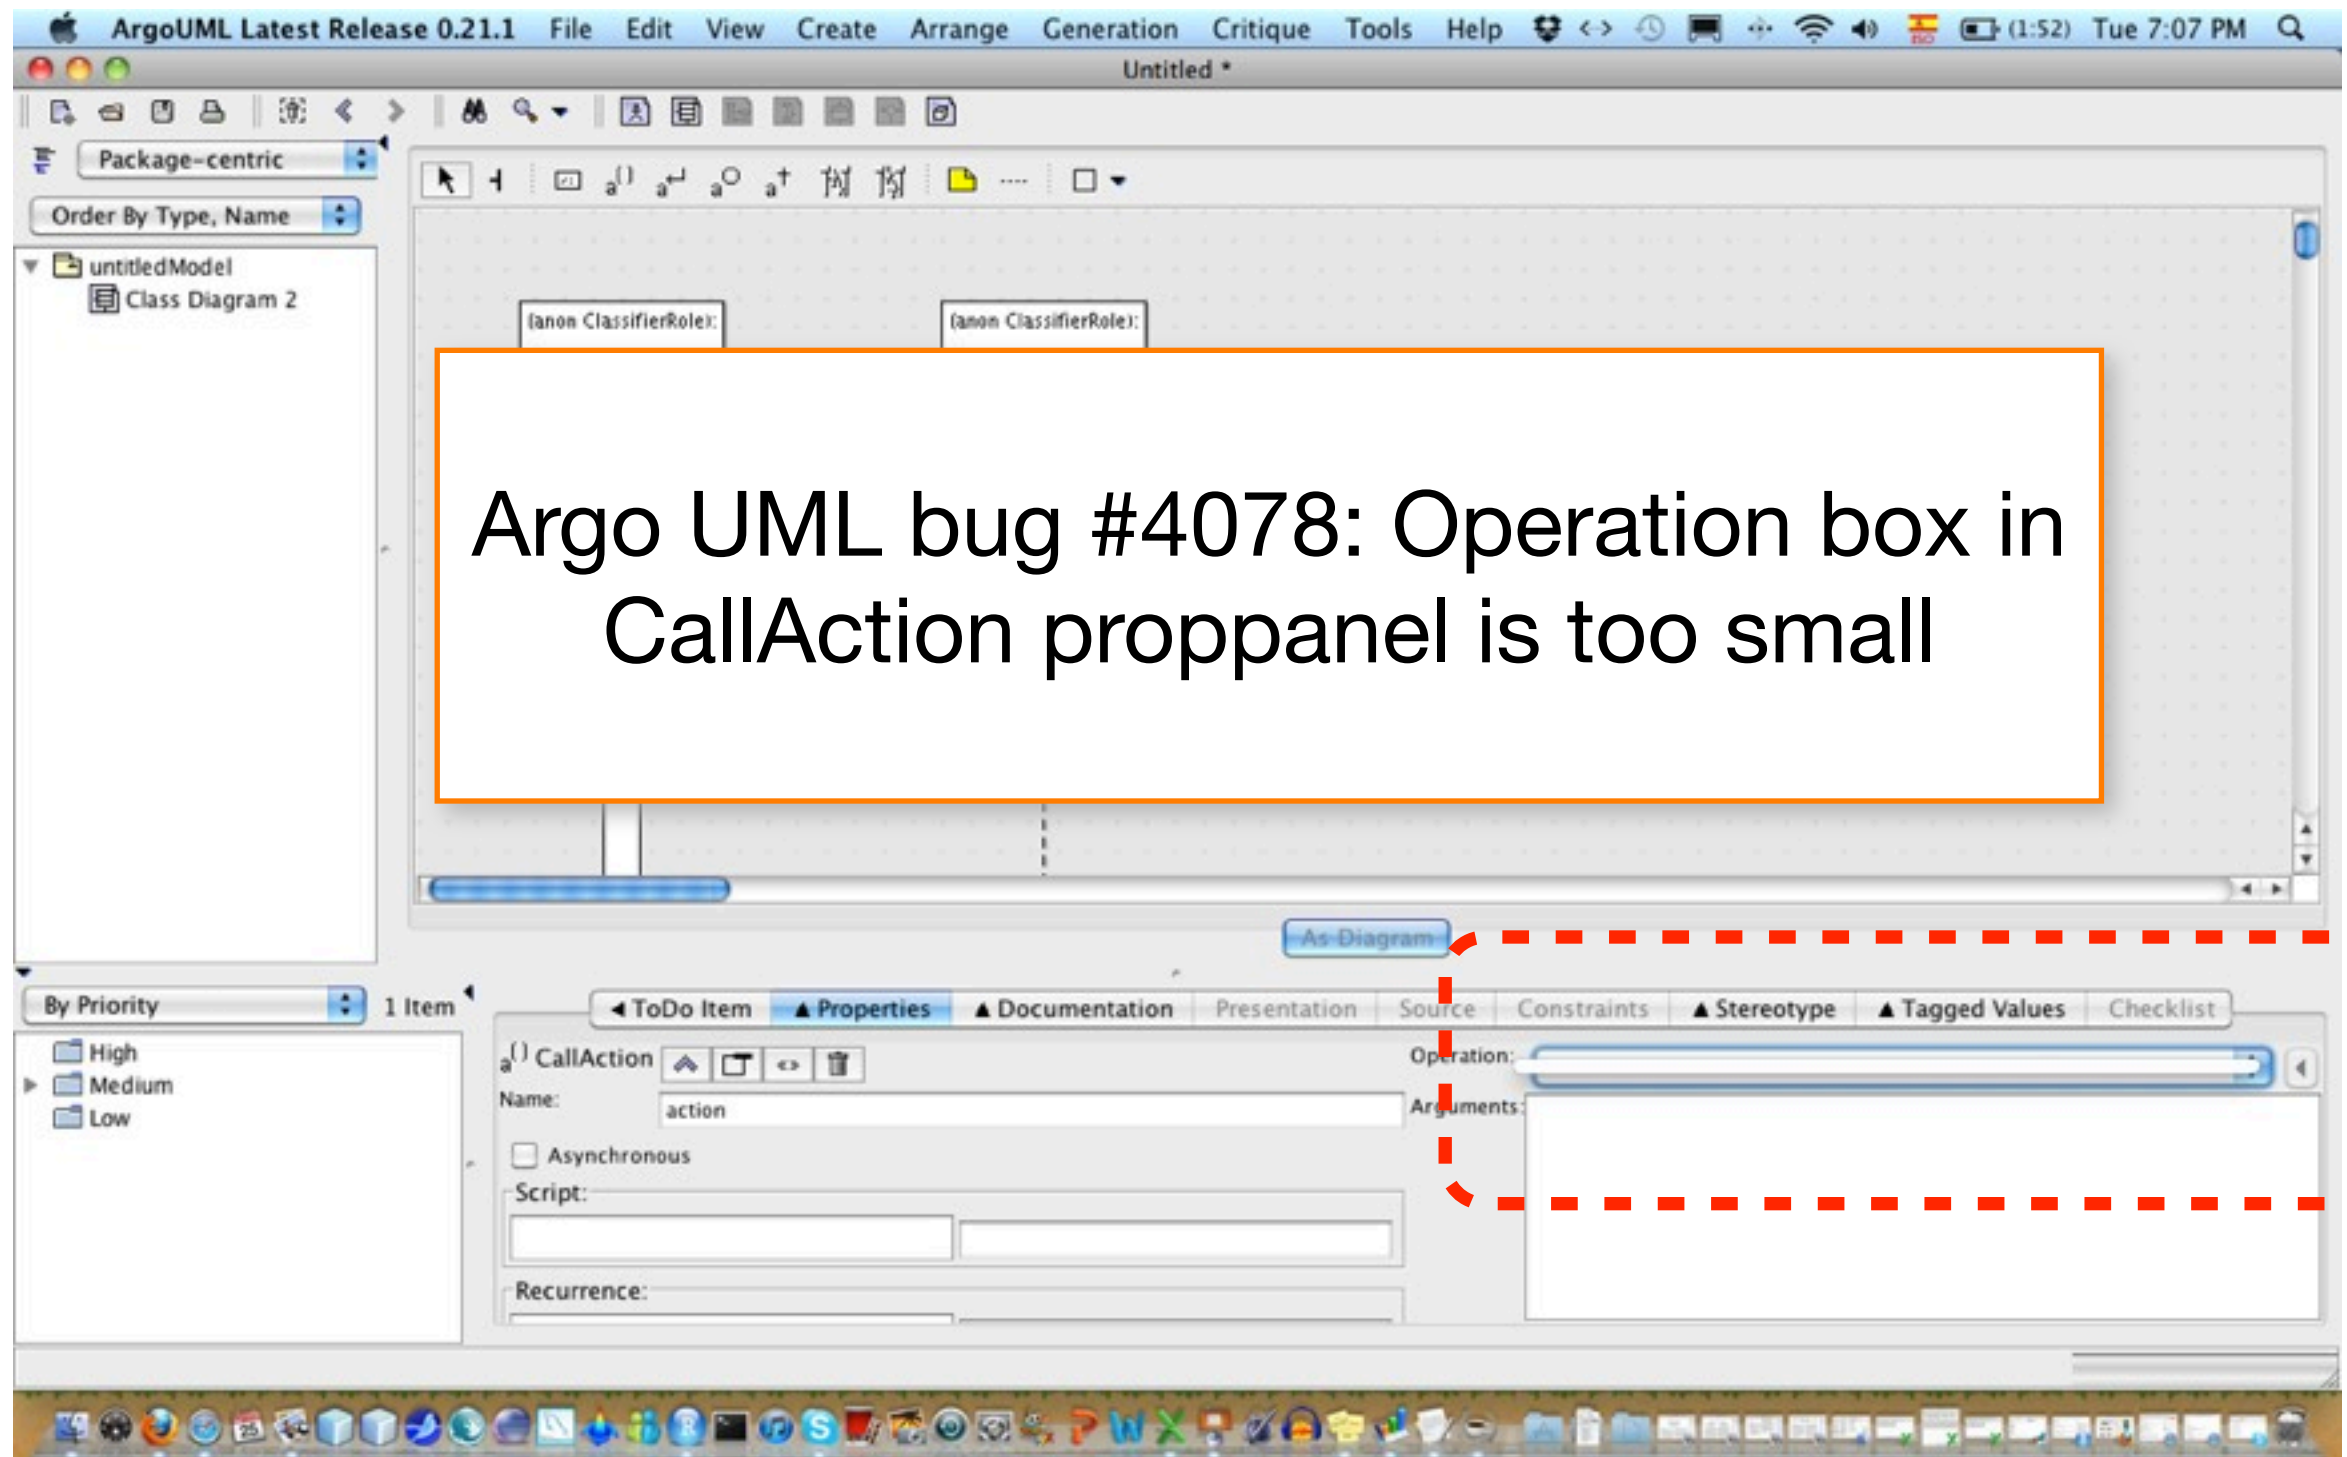 ArgoUML Latest Release 0.21.1 File Edit View Create Arrange Generation Critique Tools Help (1:52) Tue 7:07 PM
Untitled *
Package-centric
Order By Type, Name
untitledModel
Class Diagram 2
(anon ClassifierRole):
(anon ClassifierRole):
Argo UML bug #4078: Operation box in
CallAction proppanel is too small
As Diagram
By Priority
1 Item
ToDo Item Properties Documentation Presentation Source Constraints Stereotype Tagged Values Checklist
High
Medium
Low
CallAction
Operation:
Name:
action
Arguments:
Asynchronous
Script:
Recurrence: